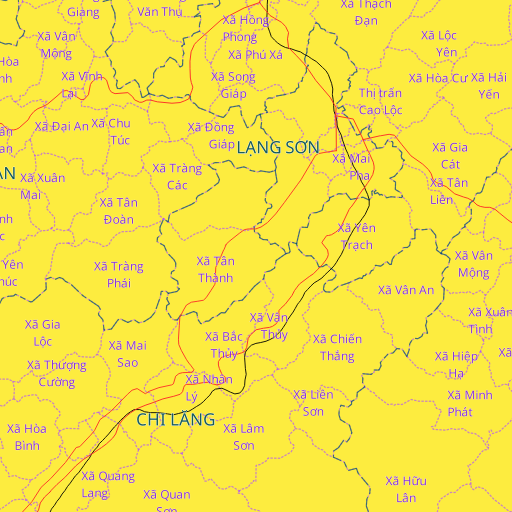 Giang
Văn Thụ
Xã Thạch
Đạn
Xã Hồng
Phong
Xã Vân
Mộng
Xã Lộc
Yên
Xã Phú Xá
Hòa
Xã Vĩnh
Lại
Xã Song
Giáp
Xã Hòa Cư
Xã Hải
Yến
Thị trấn
Cao Lộc
Xã Đại An
Xã Chu
Túc
Xã Đồng
Giáp
LẠNG SƠN
Xã Gia
Cát
Xã Mai
Pha
Xã Xuân
Mai
Xã Tràng
Các
Xã Tân
Liên
Xã Tân
Đoàn
Xã Yên
Trạch
Yên
Xã Tràng
Phái
Xã Tân
Thành
Xã Vân
Mộng
Xã Vân An
Xã Gia
Lộc
Xã Vân
Thủy
Xã Xuân
Tình
Xã Mai
Sao
Xã Bắc
Thủy
Xã Chiến
Thắng
Xã Thượng
Cường
Xã Hiệp
Hạ
Xã Nhân
Lý
Xã Liên
Sơn
Xã Minh
Phát
CHI LĂNG
Xã Hòa
Bình
Xã Lâm
Sơn
Xã Quang
Lang
Xã Quan
Sơn
Xã Hữu
Lân